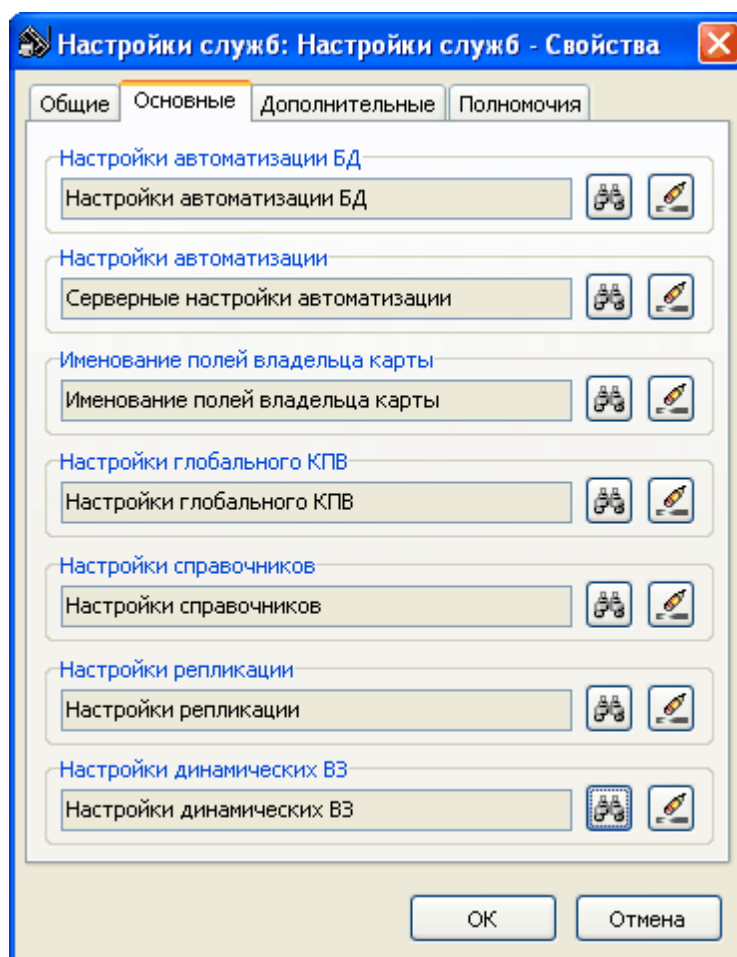 Настройки служб: Настройки служб - Свойства
Общие Основные Дополнительные Полномочия
Настройки автоматизации БД
Настройки автоматизации БД
Настройки автоматизации
Серверные настройки автоматизации
Именование полей владельца карты
Именование полей владельца карты
Настройки глобального КПВ
Настройки глобального КПВ
Настройки справочников
Настройки справочников
Настройки репликации
Настройки репликации
Настройки динамических ВЗ
Настройки динамических ВЗ
ОК Отмена